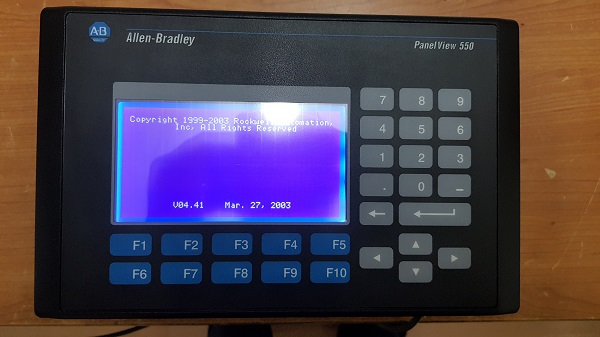 AB
Allen-Bradley
PanelView 550
Copyright 1999-2003 Rockwell Automation,
Inc, All Rights Reserved
V04.41 Mar. 27, 2003
7 8 9
4 5 6
1 2 3
. 0 –
F1 F2 F3 F4 F5
F6 F7 F8 F9 F10